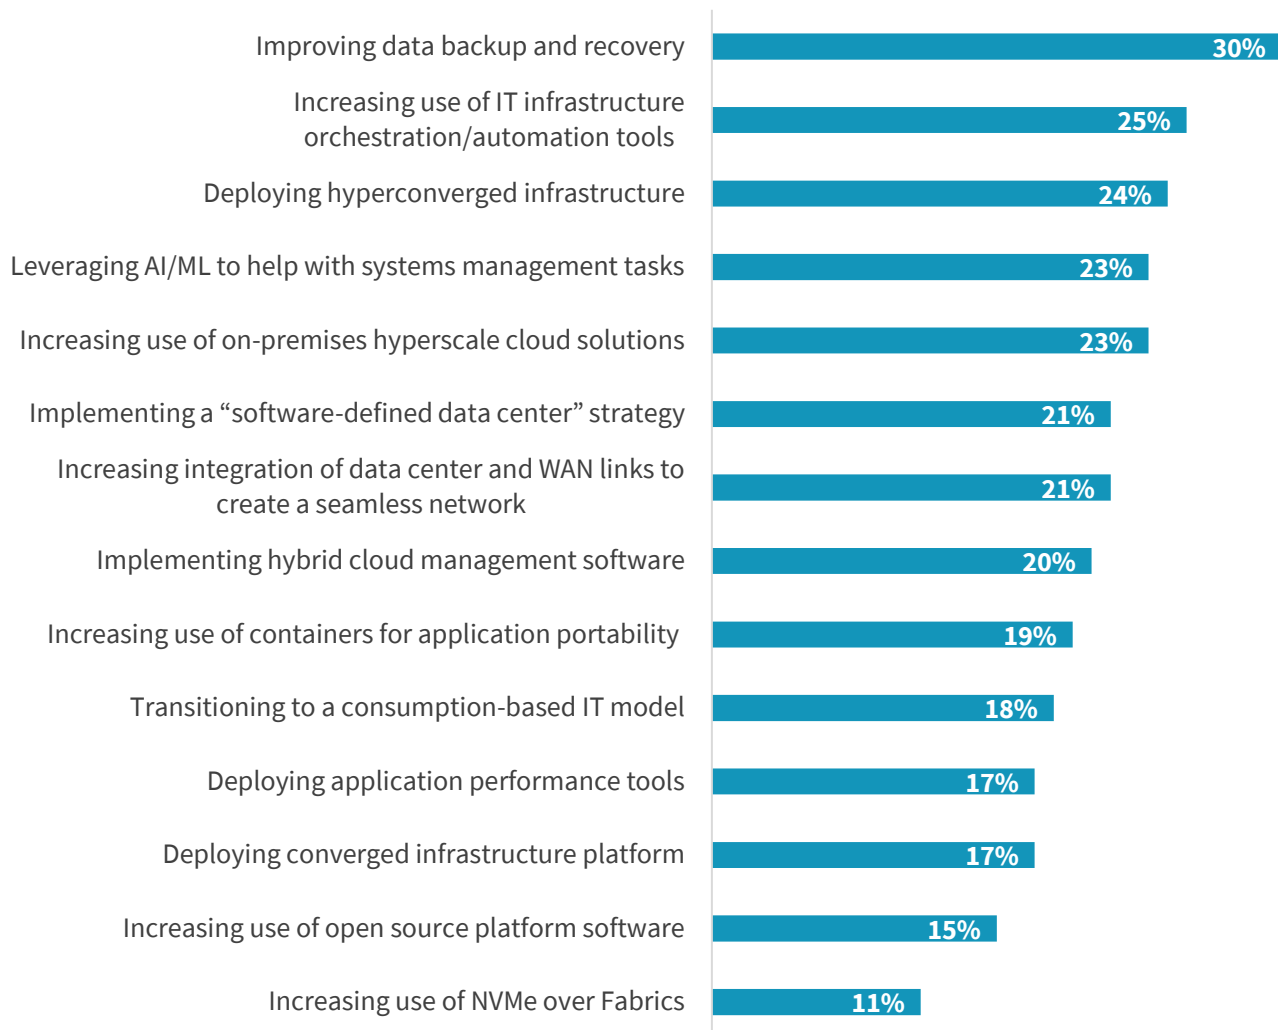 Improving data backup and recovery 30%
Increasing use of IT infrastructure
orchestration/automation tools 25%
Deploying hyperconverged infrastructure 24%
Leveraging AI/ML to help with systems management tasks 23%
Increasing use of on-premises hyperscale cloud solutions 23%
Implementing a “software-defined data center” strategy 21%
Increasing integration of data center and WAN links to
create a seamless network 21%
Implementing hybrid cloud management software 20%
Increasing use of containers for application portability 19%
Transitioning to a consumption-based IT model 18%
Deploying application performance tools 17%
Deploying converged infrastructure platform 17%
Increasing use of open source platform software 15%
Increasing use of NVMe over Fabrics 11%